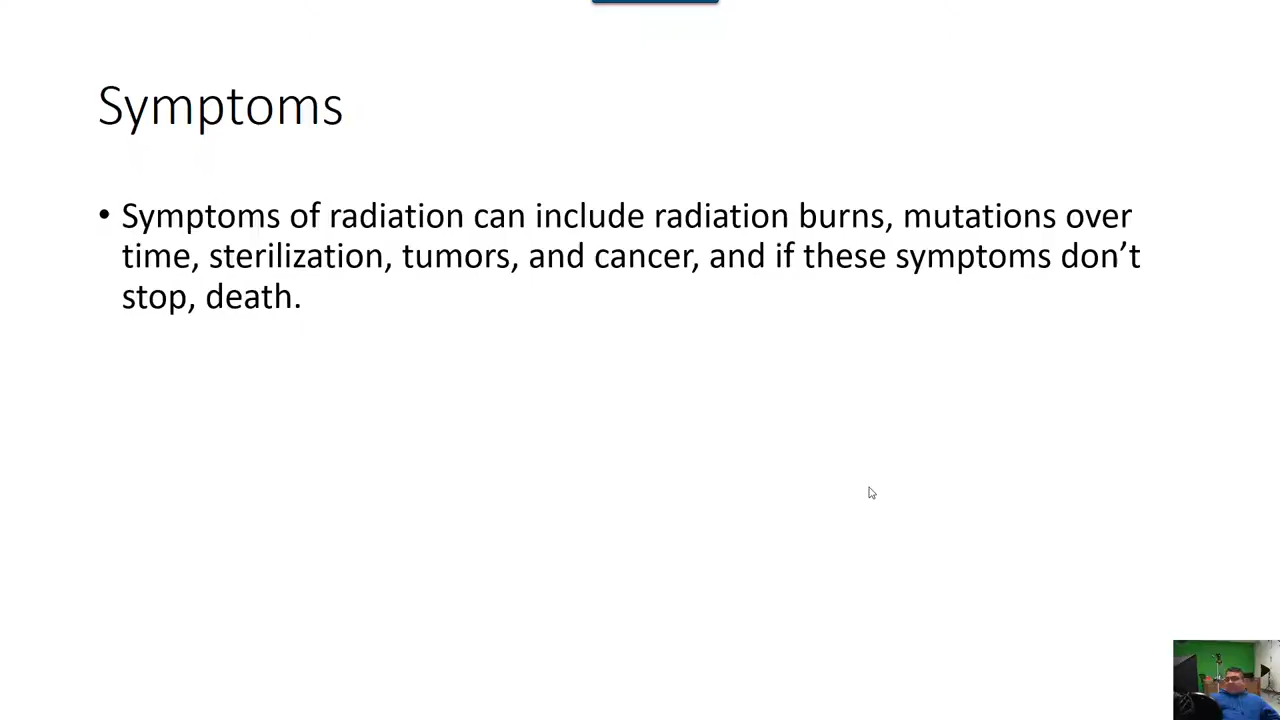 Symptoms
• Symptoms of radiation can include radiation burns, mutations over
time, sterilization, tumors, and cancer, and if these symptoms don’t
stop, death.